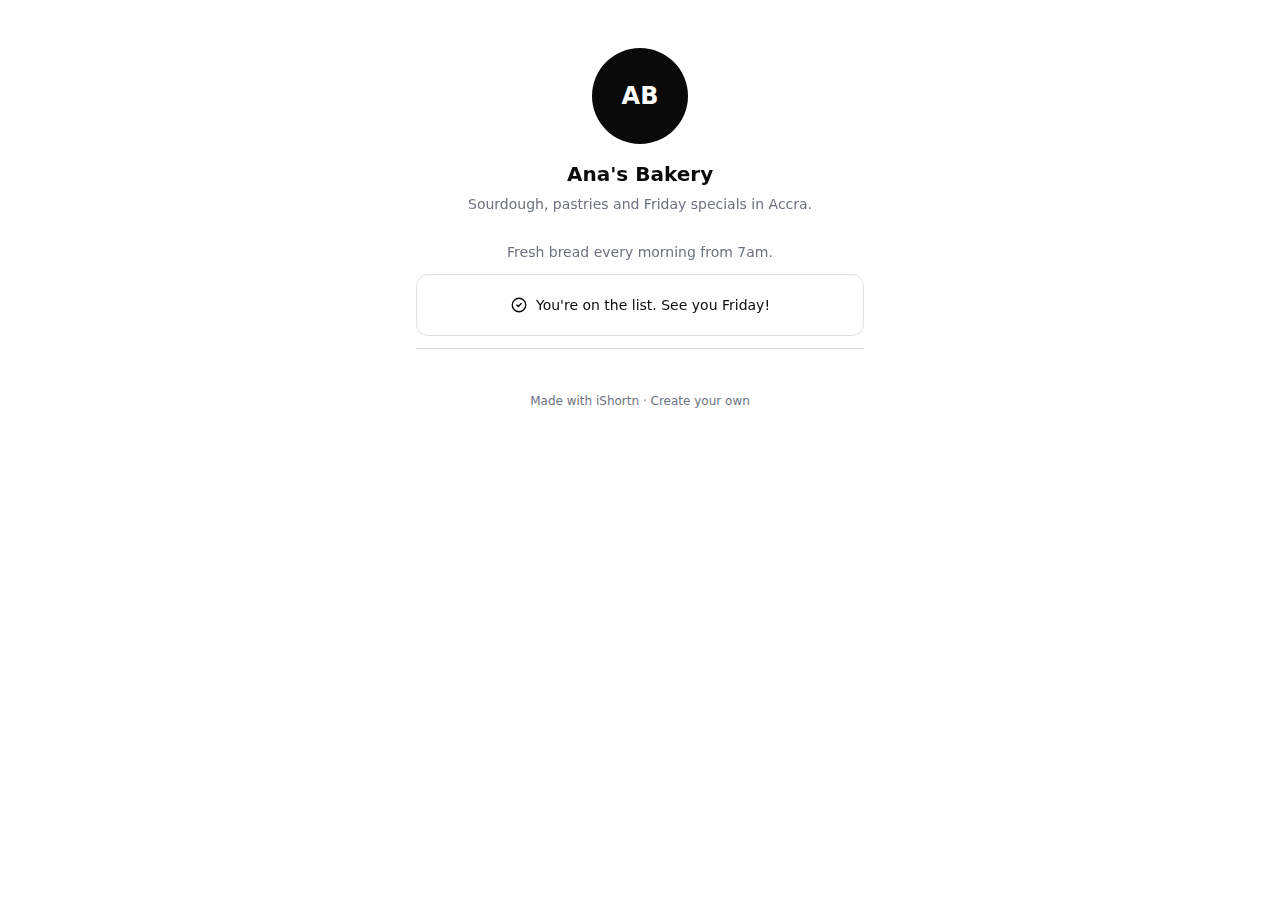 AB
Ana's Bakery
Sourdough, pastries and Friday specials in Accra.
Fresh bread every morning from 7am.
You're on the list. See you Friday!
Made with iShortn · Create your own